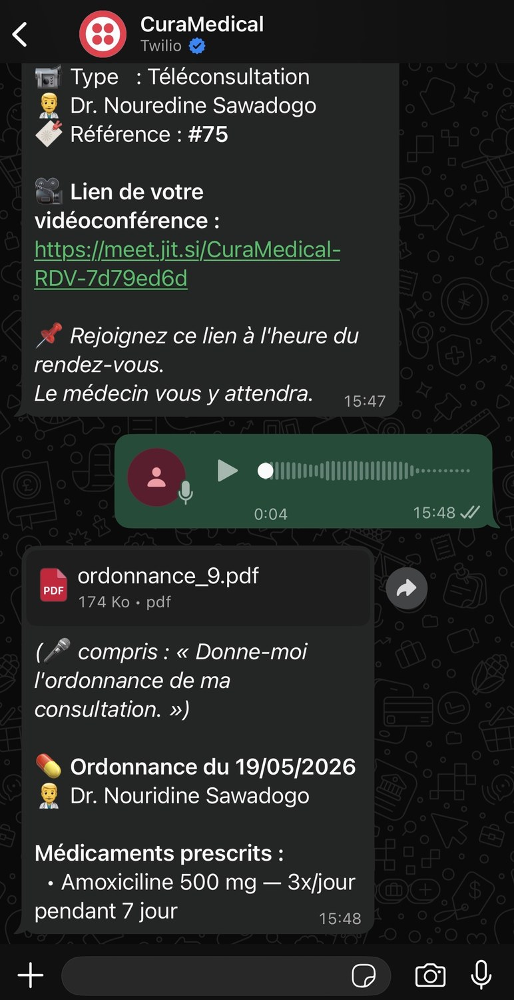 CuraMedical
Twilio
Type : Téléconsultation
Dr. Nouredine Sawadogo
Référence : #75
Lien de votre
vidéoconférence :
https://meet.jit.si/CuraMedical-
RDV-7d79ed6d
Rejoignez ce lien à l'heure du
rendez-vous.
Le médecin vous y attendra.
15:47
0:04
15:48
ordonnance_9.pdf
PDF
174 Ko • pdf
(🎤 compris : « Donne-moi
l'ordonnance de ma
consultation. »)
Ordonnance du 19/05/2026
Dr. Nouridine Sawadogo
Médicaments prescrits :
• Amoxiciline 500 mg — 3x/jour
pendant 7 jour
15:48